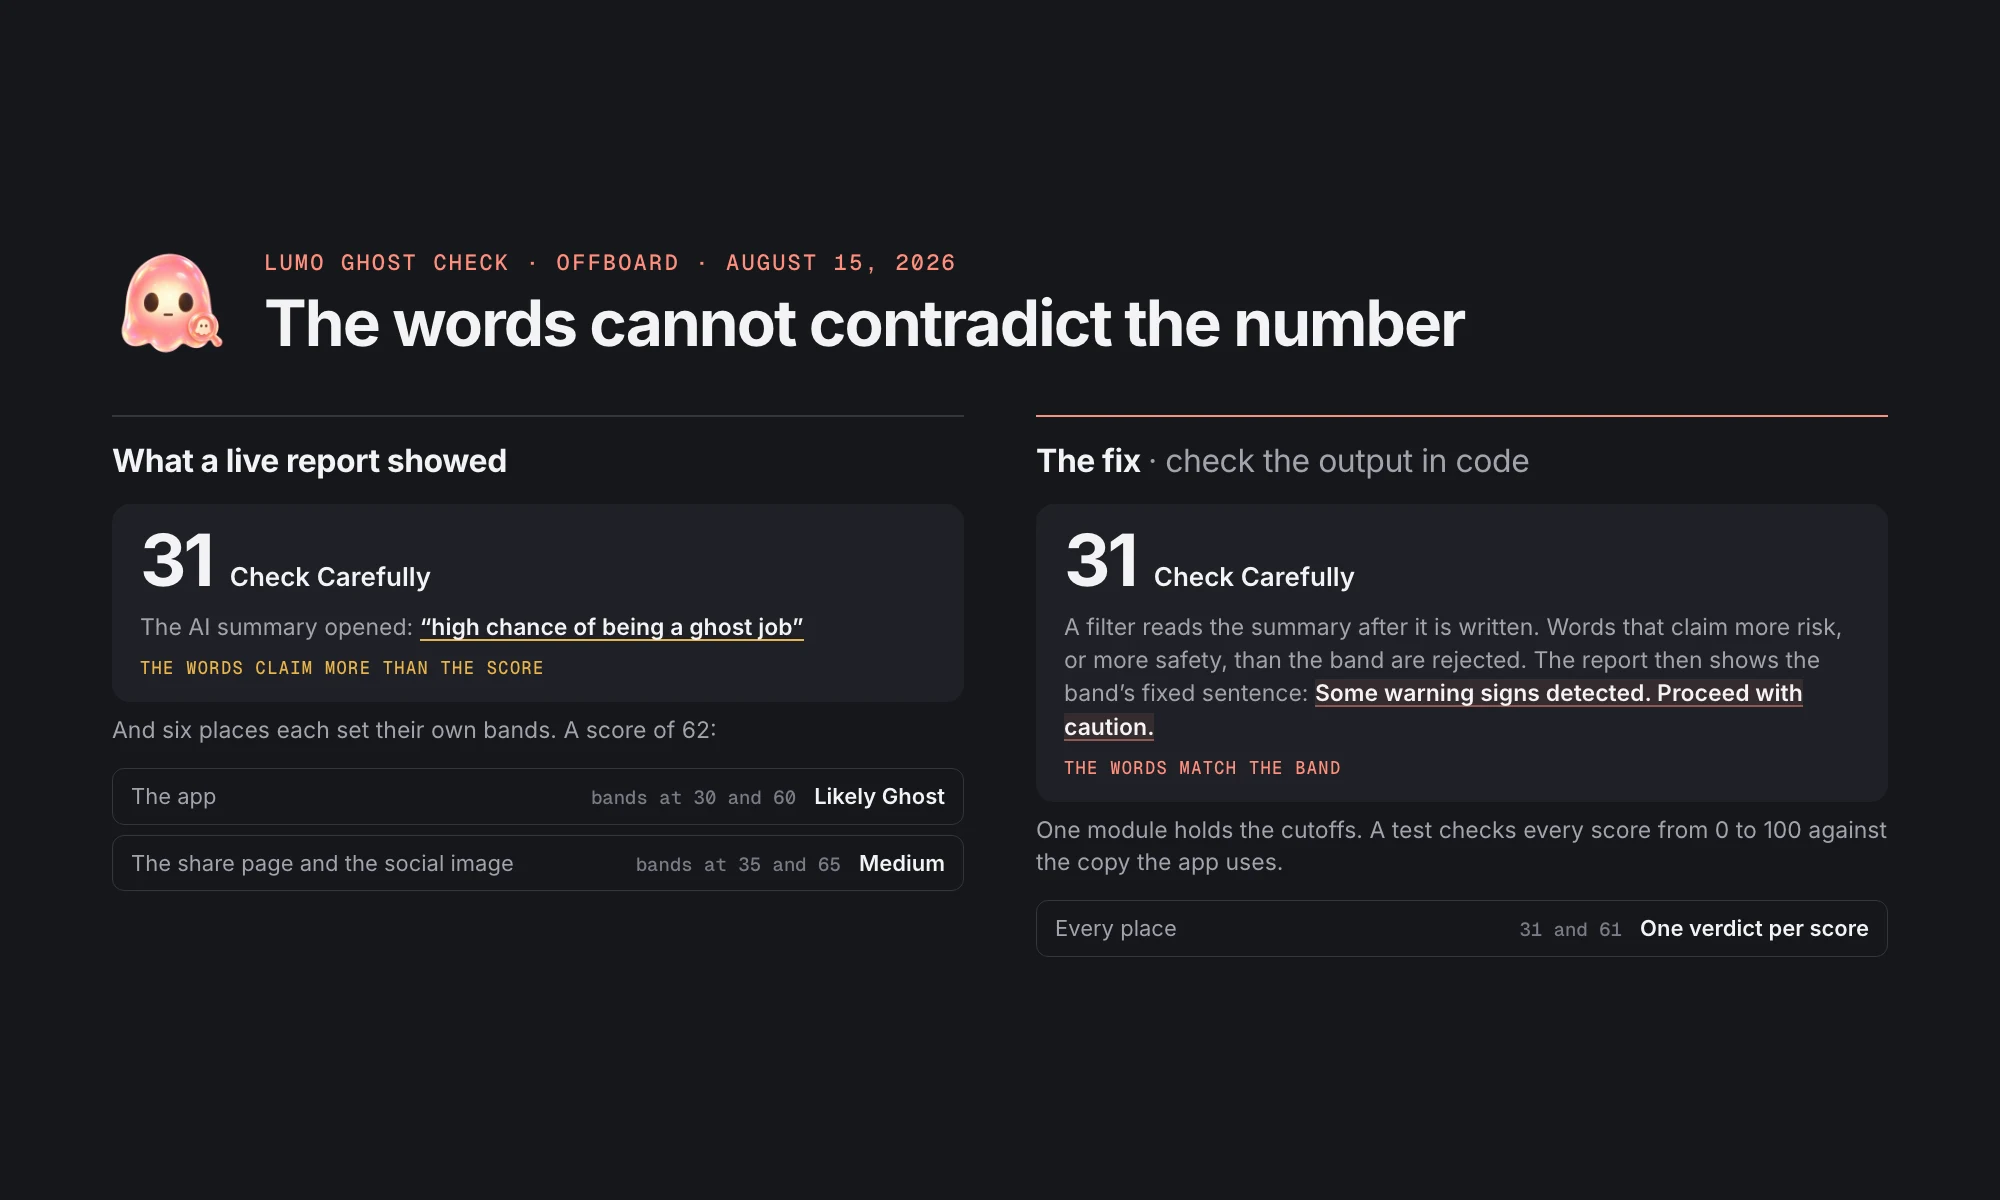 LUMO GHOST CHECK · OFFBOARD · AUGUST 15, 2026
The words cannot contradict the number
What a live report showed
31 Check Carefully
The AI summary opened: “high chance of being a ghost job”
THE WORDS CLAIM MORE THAN THE SCORE
And six places each set their own bands. A score of 62:
The app bands at 30 and 60 Likely Ghost
The share page and the social image bands at 35 and 65 Medium
The fix · check the output in code
31 Check Carefully
A filter reads the summary after it is written. Words that claim more risk,
or more safety, than the band are rejected. The report then shows the
band’s fixed sentence: Some warning signs detected. Proceed with
caution.
THE WORDS MATCH THE BAND
One module holds the cutoffs. A test checks every score from 0 to 100 against
the copy the app uses.
Every place 31 and 61 One verdict per score